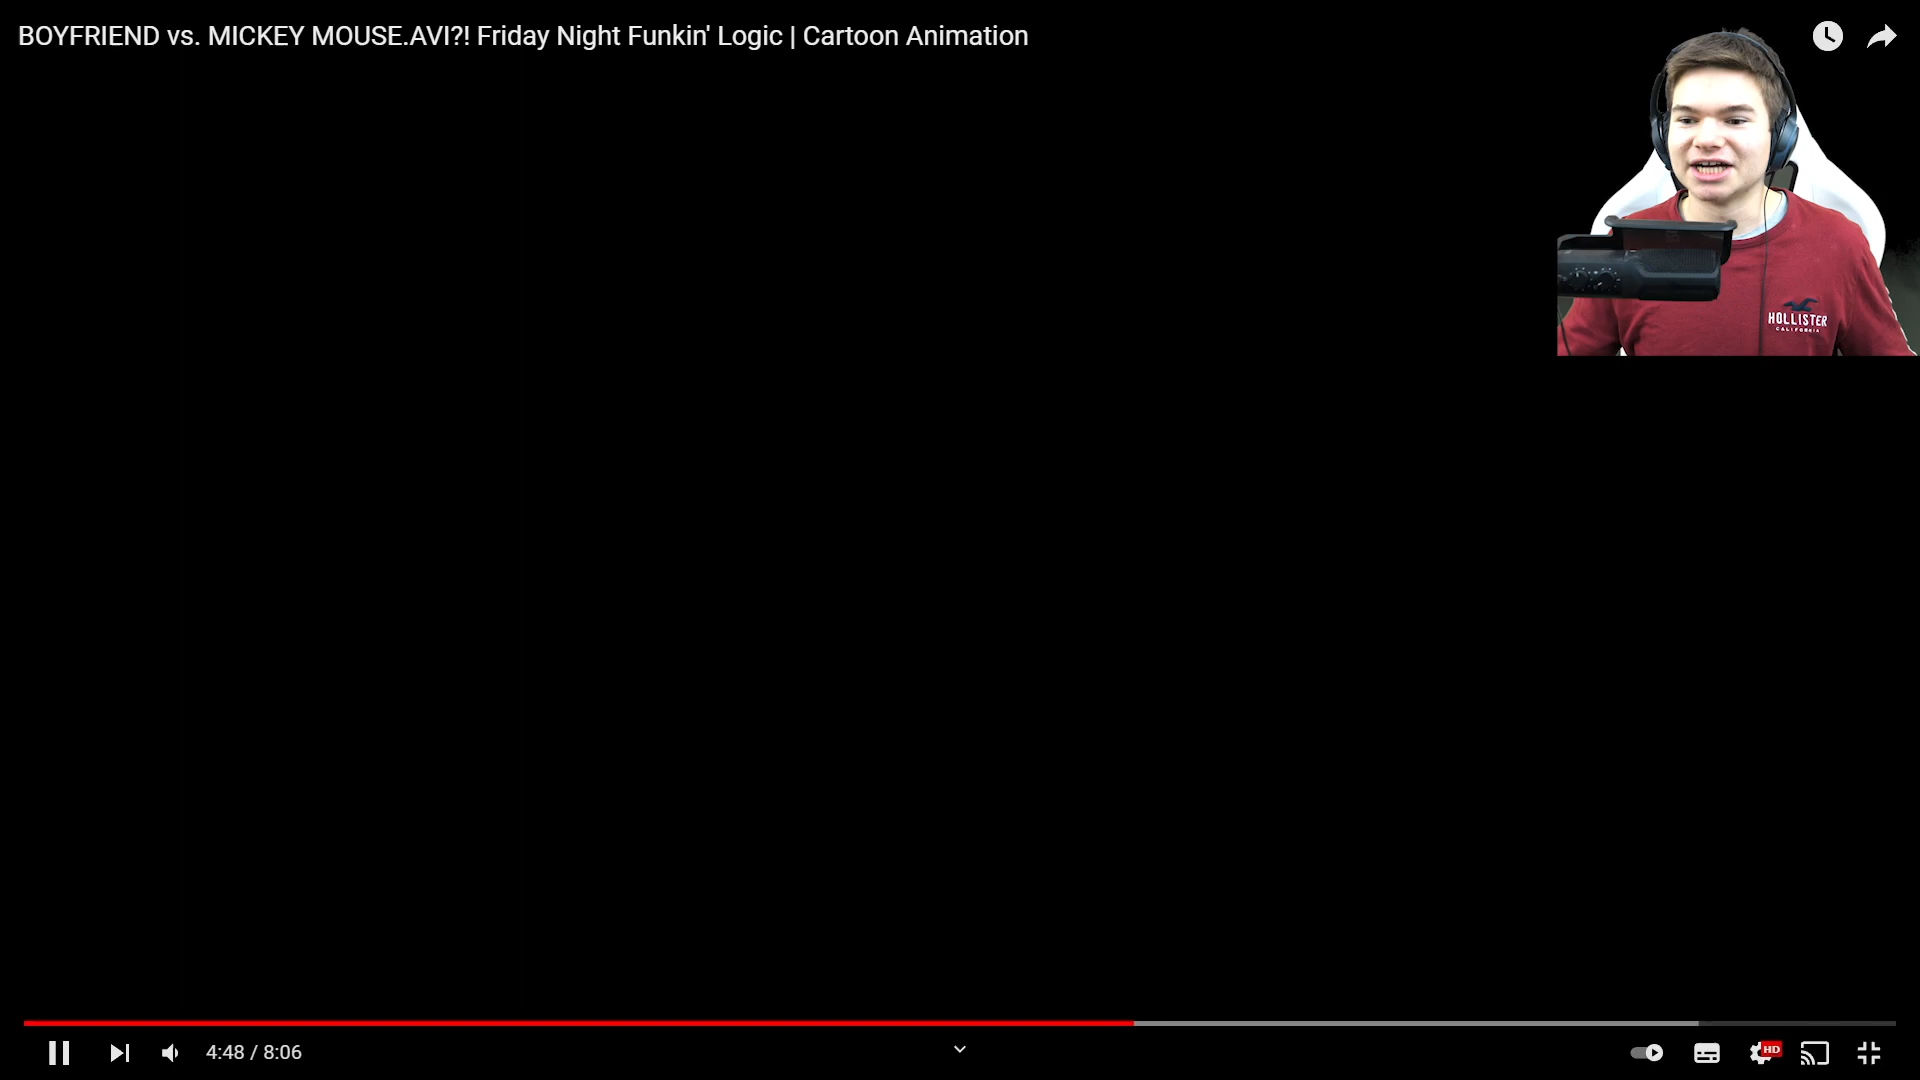 BOYFRIEND vs. MICKEY MOUSE.AVI?! Friday Night Funkin' Logic | Cartoon Animation
HOLLISTER
CALIFORNIA
4:48 / 8:06
HD